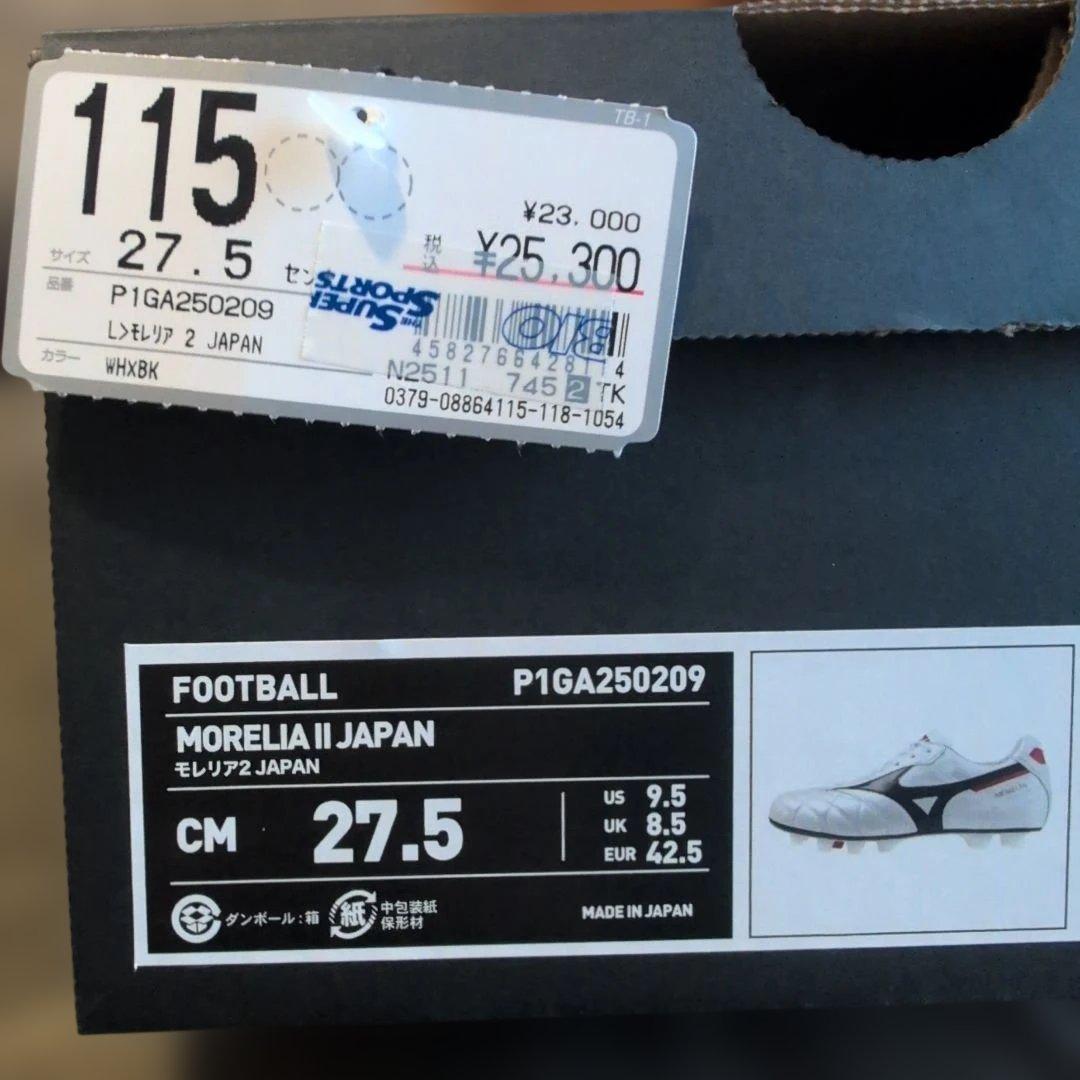 TB-1
115
¥23,000
サイズ 27.5 セン
税込 ¥25,300
品番 P1GA250209
THE SUPER SPORTS
L>モレリア 2 JAPAN
カラー WHXBK
N2511 745 2 TK
0379-08864115-118-1054
FOOTBALL P1GA250209
MORELIA II JAPAN
モレリア2 JAPAN
CM 27.5
US 9.5
UK 8.5
EUR 42.5
ダンボール:箱
紙 中包装紙
保形材
MADE IN JAPAN